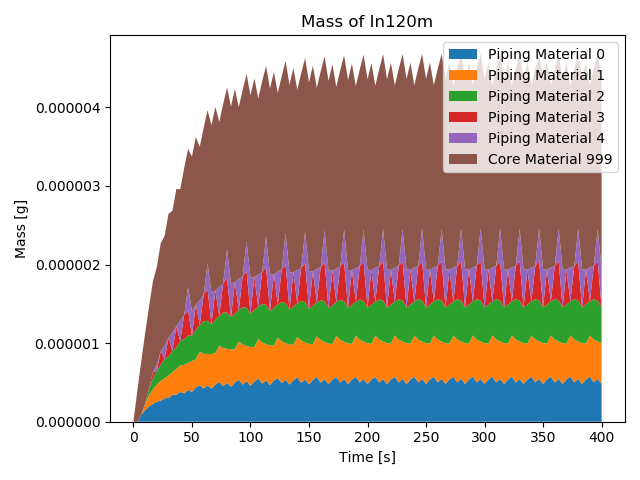 Mass of In120m
Piping Material 0
Piping Material 1
Piping Material 2
Piping Material 3
Piping Material 4
Core Material 999
0.000004
0.000003
0.000002
0.000001
0.000000
Mass [g]
0 50 100 150 200 250 300 350 400
Time [s]